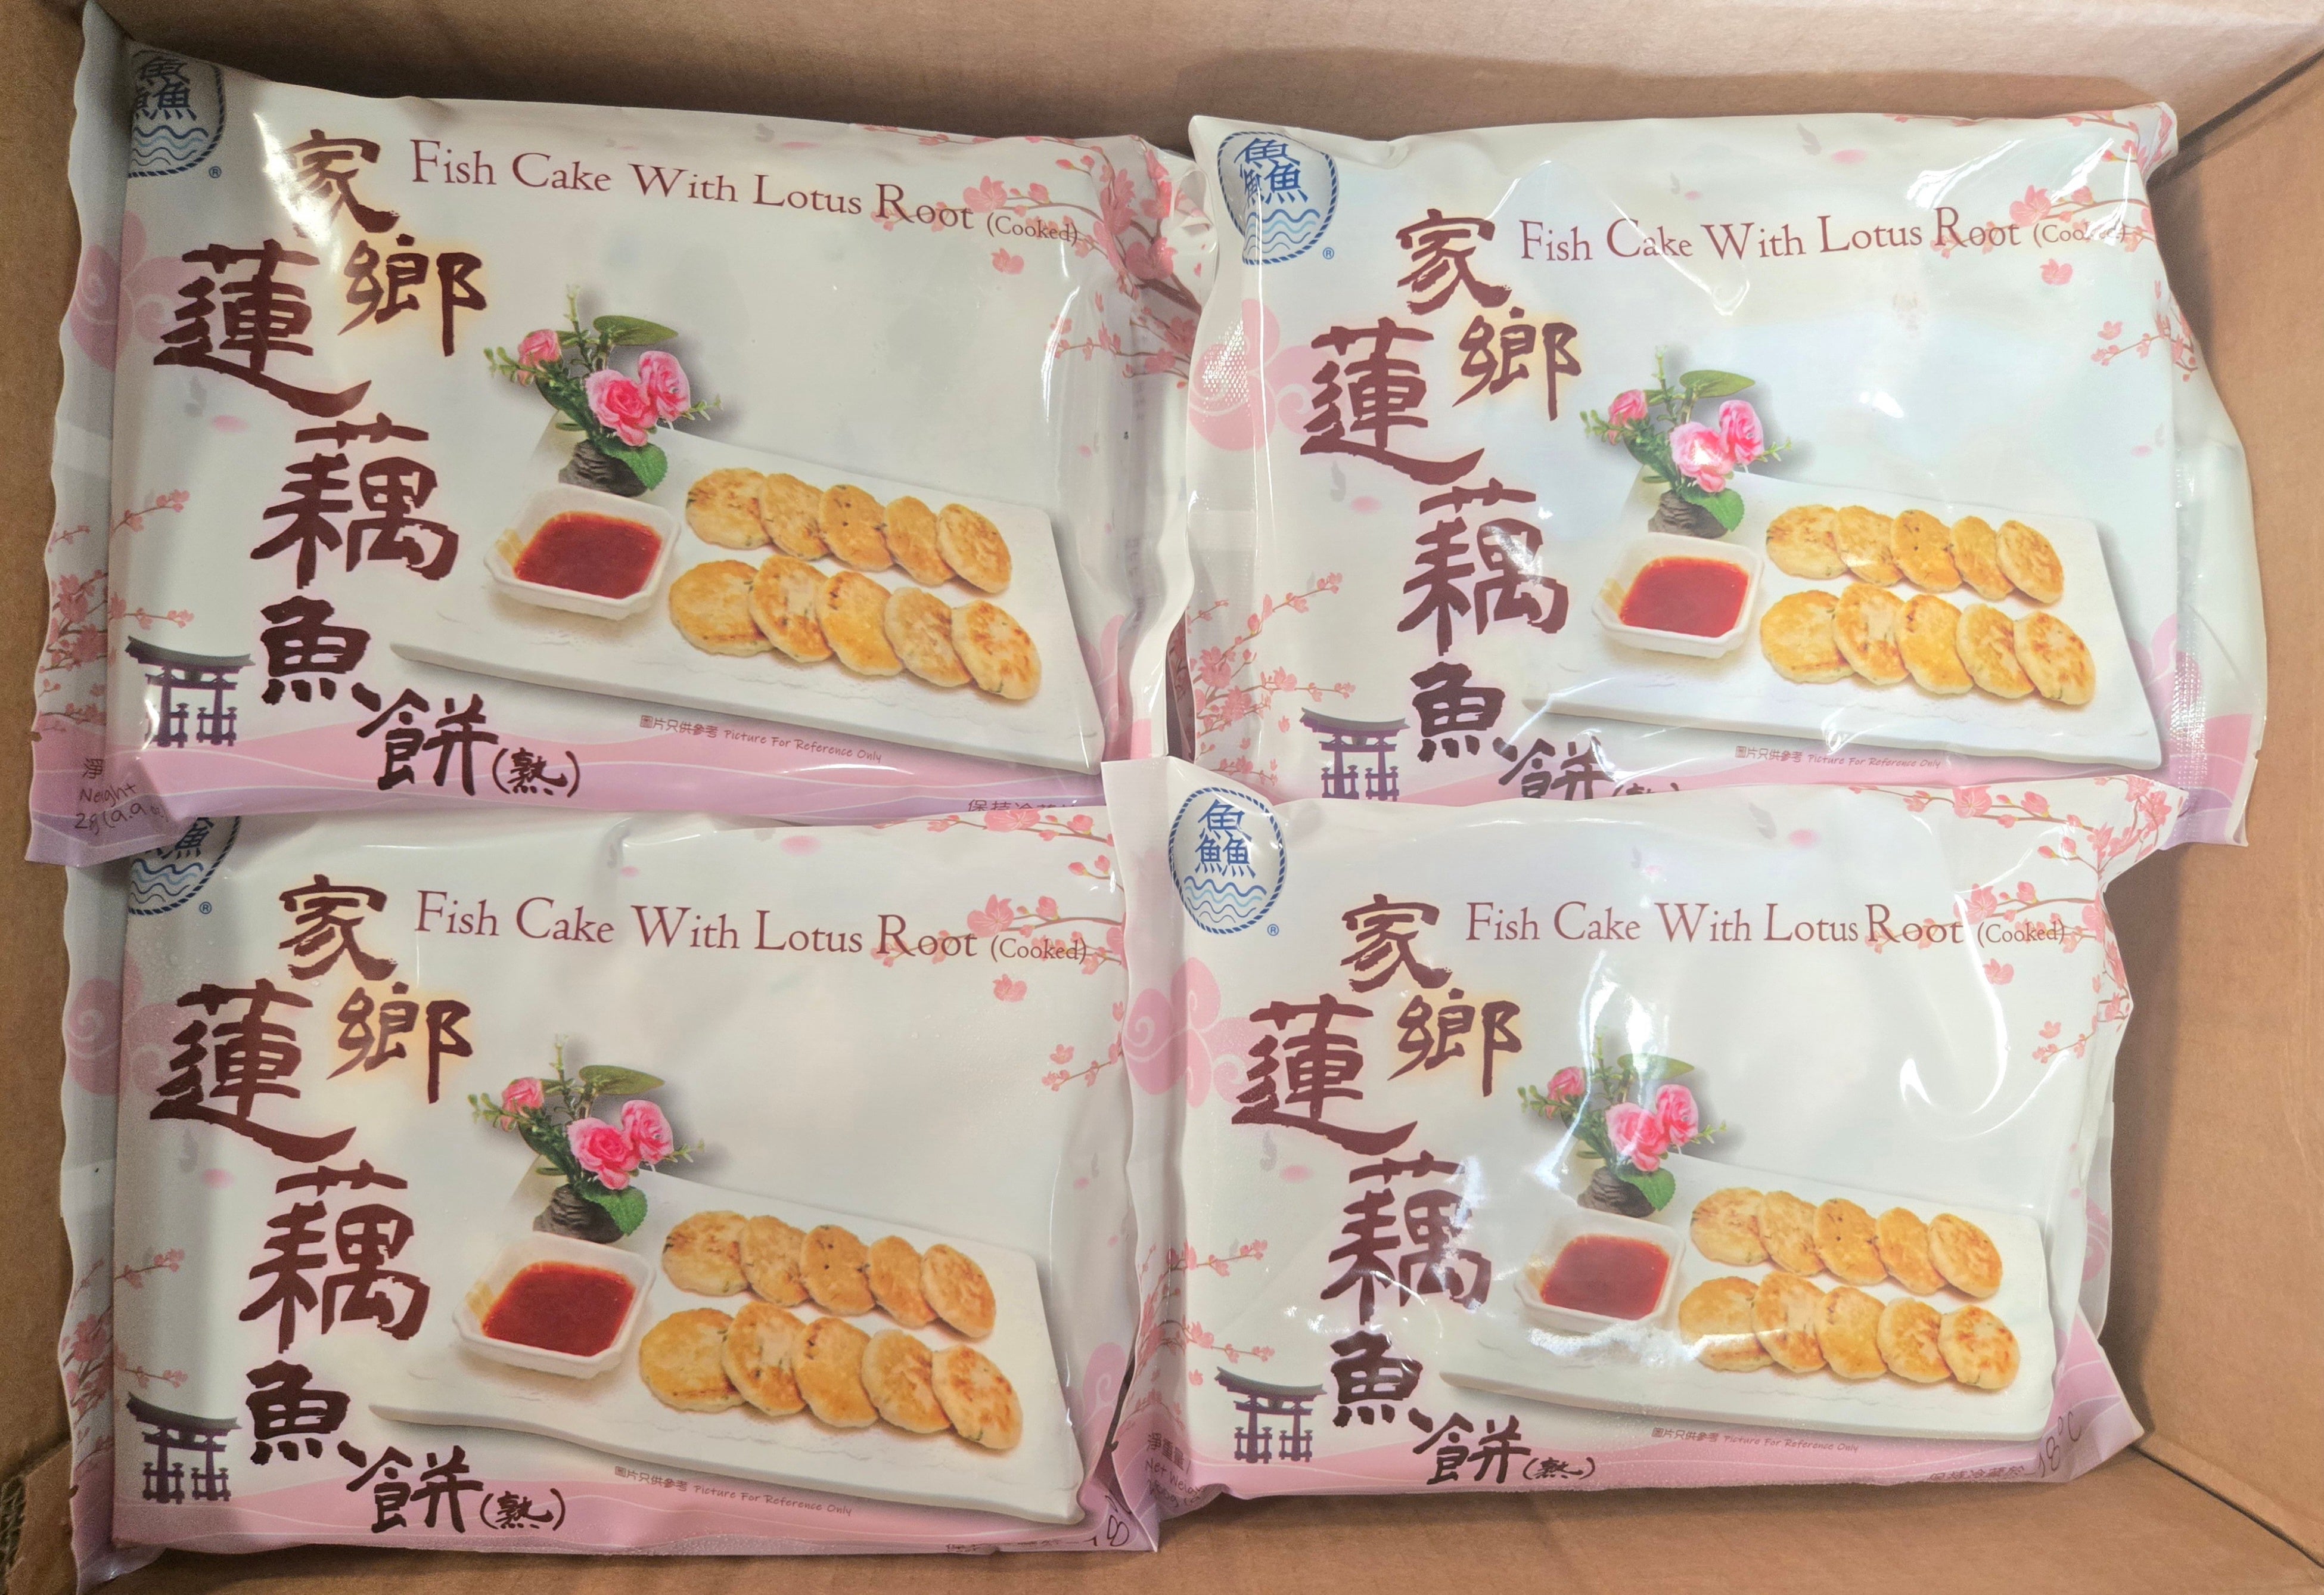 鱻
®
Fish Cake With Lotus Root (Cooked)
家鄉
蓮藕魚餅(熟)
圖片只供參考 Picture For Reference Only
鱻
®
Fish Cake With Lotus Root (Cooked)
家鄉
蓮藕魚餅
圖片只供參考 Picture For Reference Only
鱻
®
Fish Cake With Lotus Root (Cooked)
家鄉
蓮藕魚餅(熟)
圖片只供參考 Picture For Reference Only
鱻
®
Fish Cake With Lotus Root (Cooked)
家鄉
蓮藕魚餅(熟)
圖片只供參考 Picture For Reference Only
淨重量
18°C